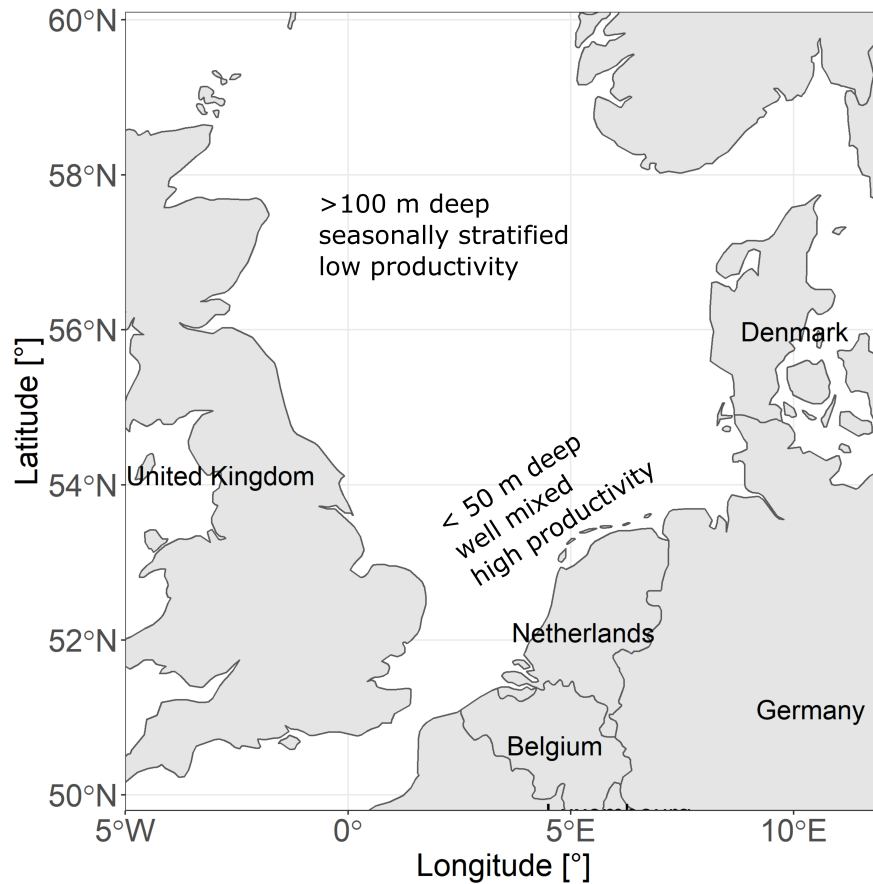 60°N
58°N
>100 m deep
seasonally stratified
low productivity
56°N
Denmark
Latitude [°]
< 50 m deep
well mixed
high productivity
United Kingdom
54°N
52°N
Netherlands
Germany
Belgium
50°N
5°W
0°
5°E
10°E
Longitude [°]